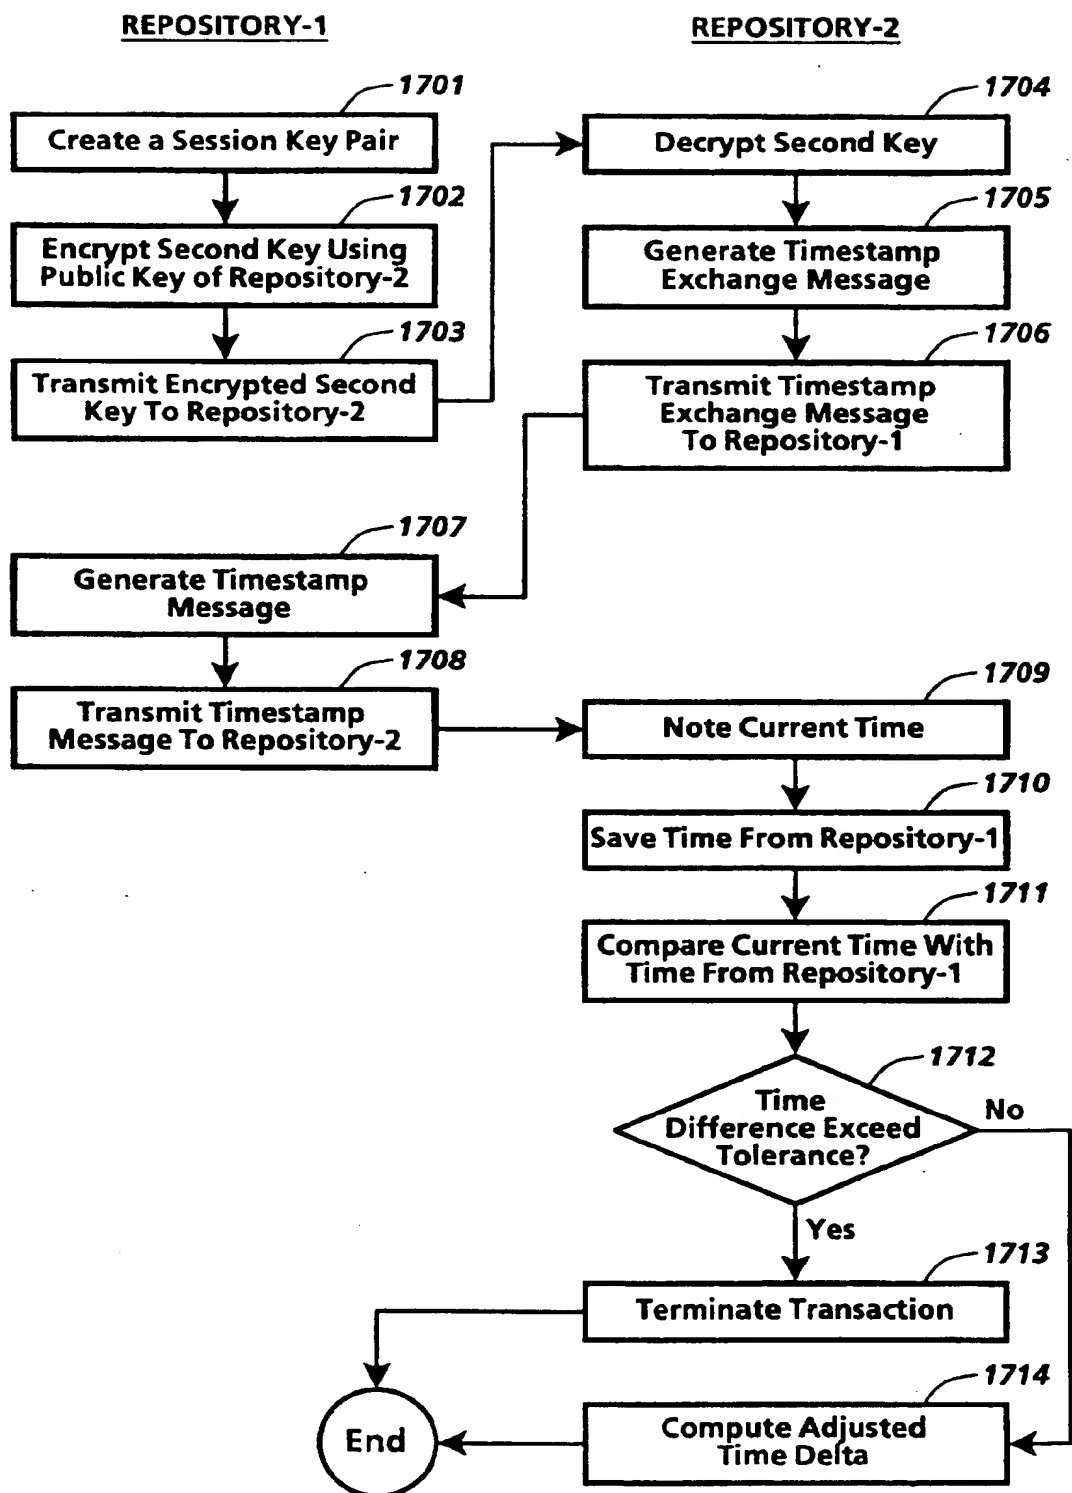 REPOSITORY-1
REPOSITORY-2
1701
Create a Session Key Pair
1702
Encrypt Second Key Using
Public Key of Repository-2
1703
Transmit Encrypted Second
Key To Repository-2
1704
Decrypt Second Key
1705
Generate Timestamp
Exchange Message
1706
Transmit Timestamp
Exchange Message
To Repository-1
1707
Generate Timestamp
Message
1708
Transmit Timestamp
Message To Repository-2
1709
Note Current Time
1710
Save Time From Repository-1
1711
Compare Current Time With
Time From Repository-1
1712
Time
Difference Exceed
Tolerance?
No
Yes
1713
Terminate Transaction
1714
Compute Adjusted
Time Delta
End